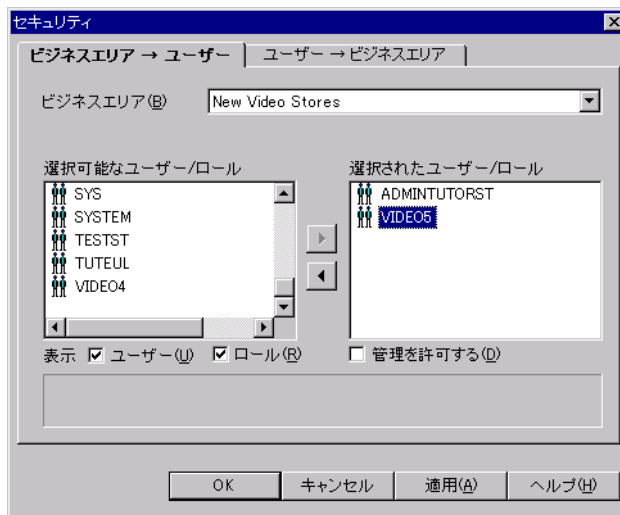 セキュリティ
ビジネスエリア → ユーザー
ユーザー → ビジネスエリア
ビジネスエリア(B)
New Video Stores
選択可能なユーザー/ロール
選択されたユーザー/ロール
SYS
SYSTEM
TESTST
TUTEUL
VIDEO4
ADMINTUTORST
VIDEO5
表示 ユーザー(U) ロール(R)
管理を許可する(D)
OK
キャンセル
適用(A)
ヘルプ(H)